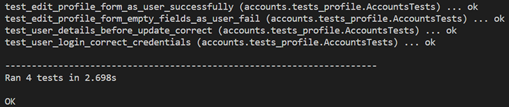 test_edit_profile_form_as_user_successfully (accounts.tests_profile.AccountsTests) ... ok
test_edit_profile_form_empty_fields_as_user_fail (accounts.tests_profile.AccountsTests) ... ok
test_user_details_before_update_correct (accounts.tests_profile.AccountsTests) ... ok
test_user_login_correct_credentials (accounts.tests_profile.AccountsTests) ... ok
----------------------------------------------------------------------
Ran 4 tests in 2.698s
OK